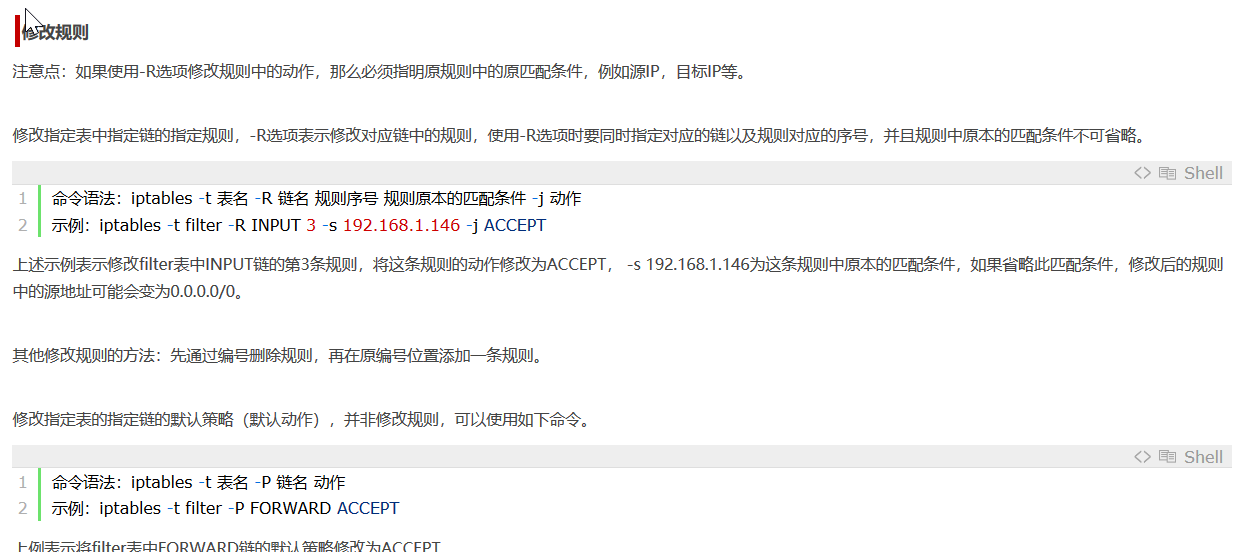 修改规则
注意点：如果使用-R选项修改规则中的动作，那么必须指明原规则中的原匹配条件，例如源IP，目标IP等。
修改指定表中指定链的指定规则，-R选项表示修改对应链中的规则，使用-R选项时要同时指定对应的链以及规则对应的序号，并且规则中原本的匹配条件不可省略。
Shell
1 命令语法：iptables -t 表名 -R 链名 规则序号 规则原本的匹配条件 -j 动作
2 示例：iptables -t filter -R INPUT 3 -s 192.168.1.146 -j ACCEPT
上述示例表示修改filter表中INPUT链的第3条规则，将这条规则的动作修改为ACCEPT， -s 192.168.1.146为这条规则中原本的匹配条件，如果省略此匹配条件，修改后的规则
中的源地址可能会变为0.0.0.0/0。
其他修改规则的方法：先通过编号删除规则，再在原编号位置添加一条规则。
修改指定表的指定链的默认策略（默认动作），并非修改规则，可以使用如下命令。
Shell
1 命令语法：iptables -t 表名 -P 链名 动作
2 示例：iptables -t filter -P FORWARD ACCEPT
上例表示将filter表中FORWARD链的默认策略修改为ACCEPT